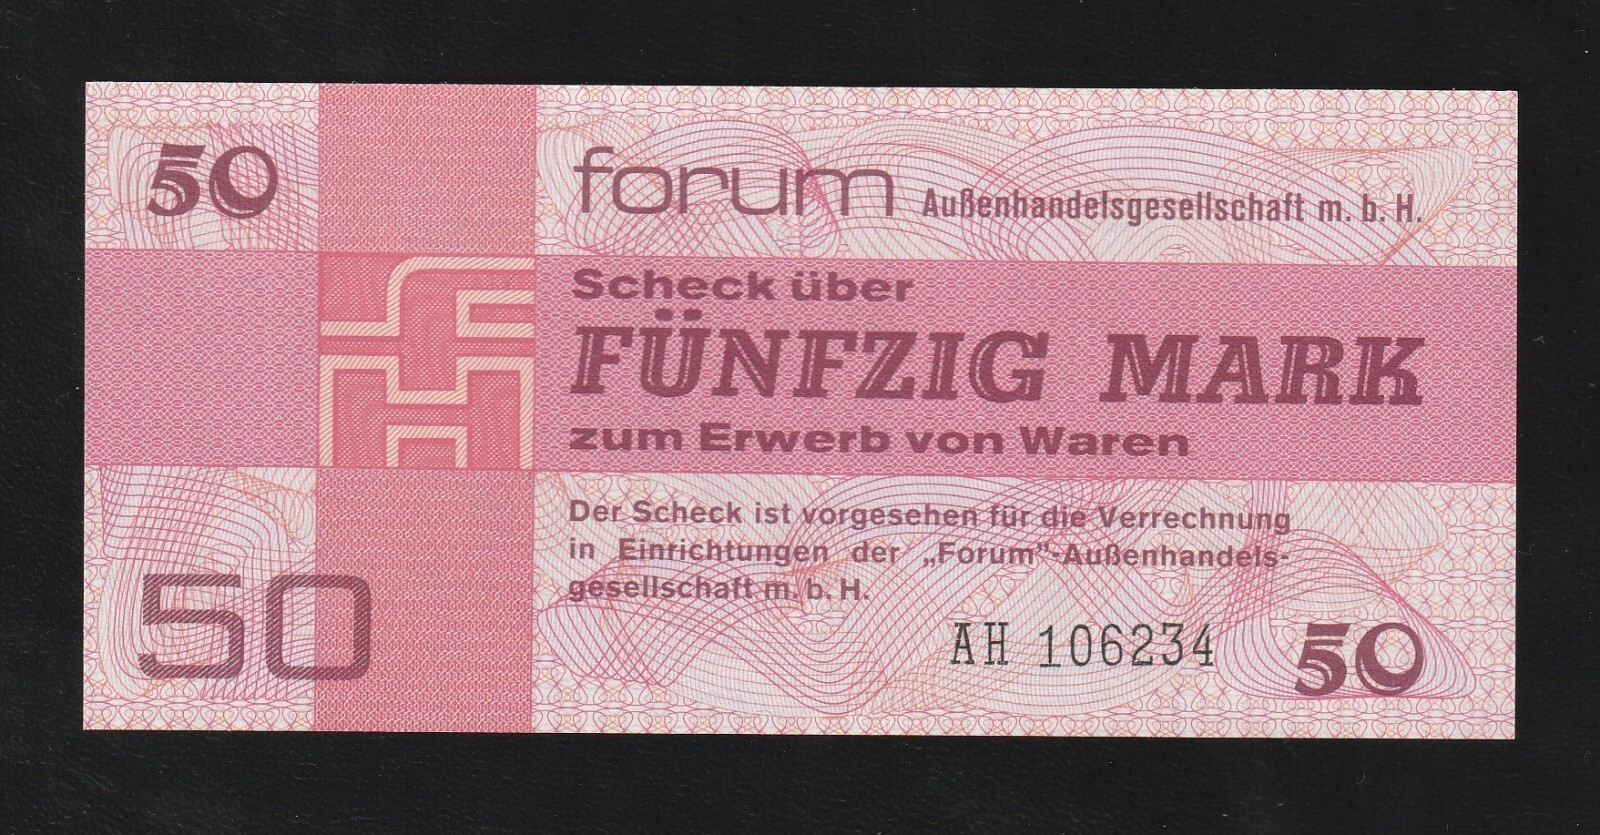 50
forum Außenhandelsgesellschaft m. b. H.
Scheck über
FÜNFZIG MARK
zum Erwerb von Waren
Der Scheck ist vorgesehen für die Verrechnung
in Einrichtungen der „Forum”-Außenhandels-
gesellschaft m. b. H.
50
AH 106234
50